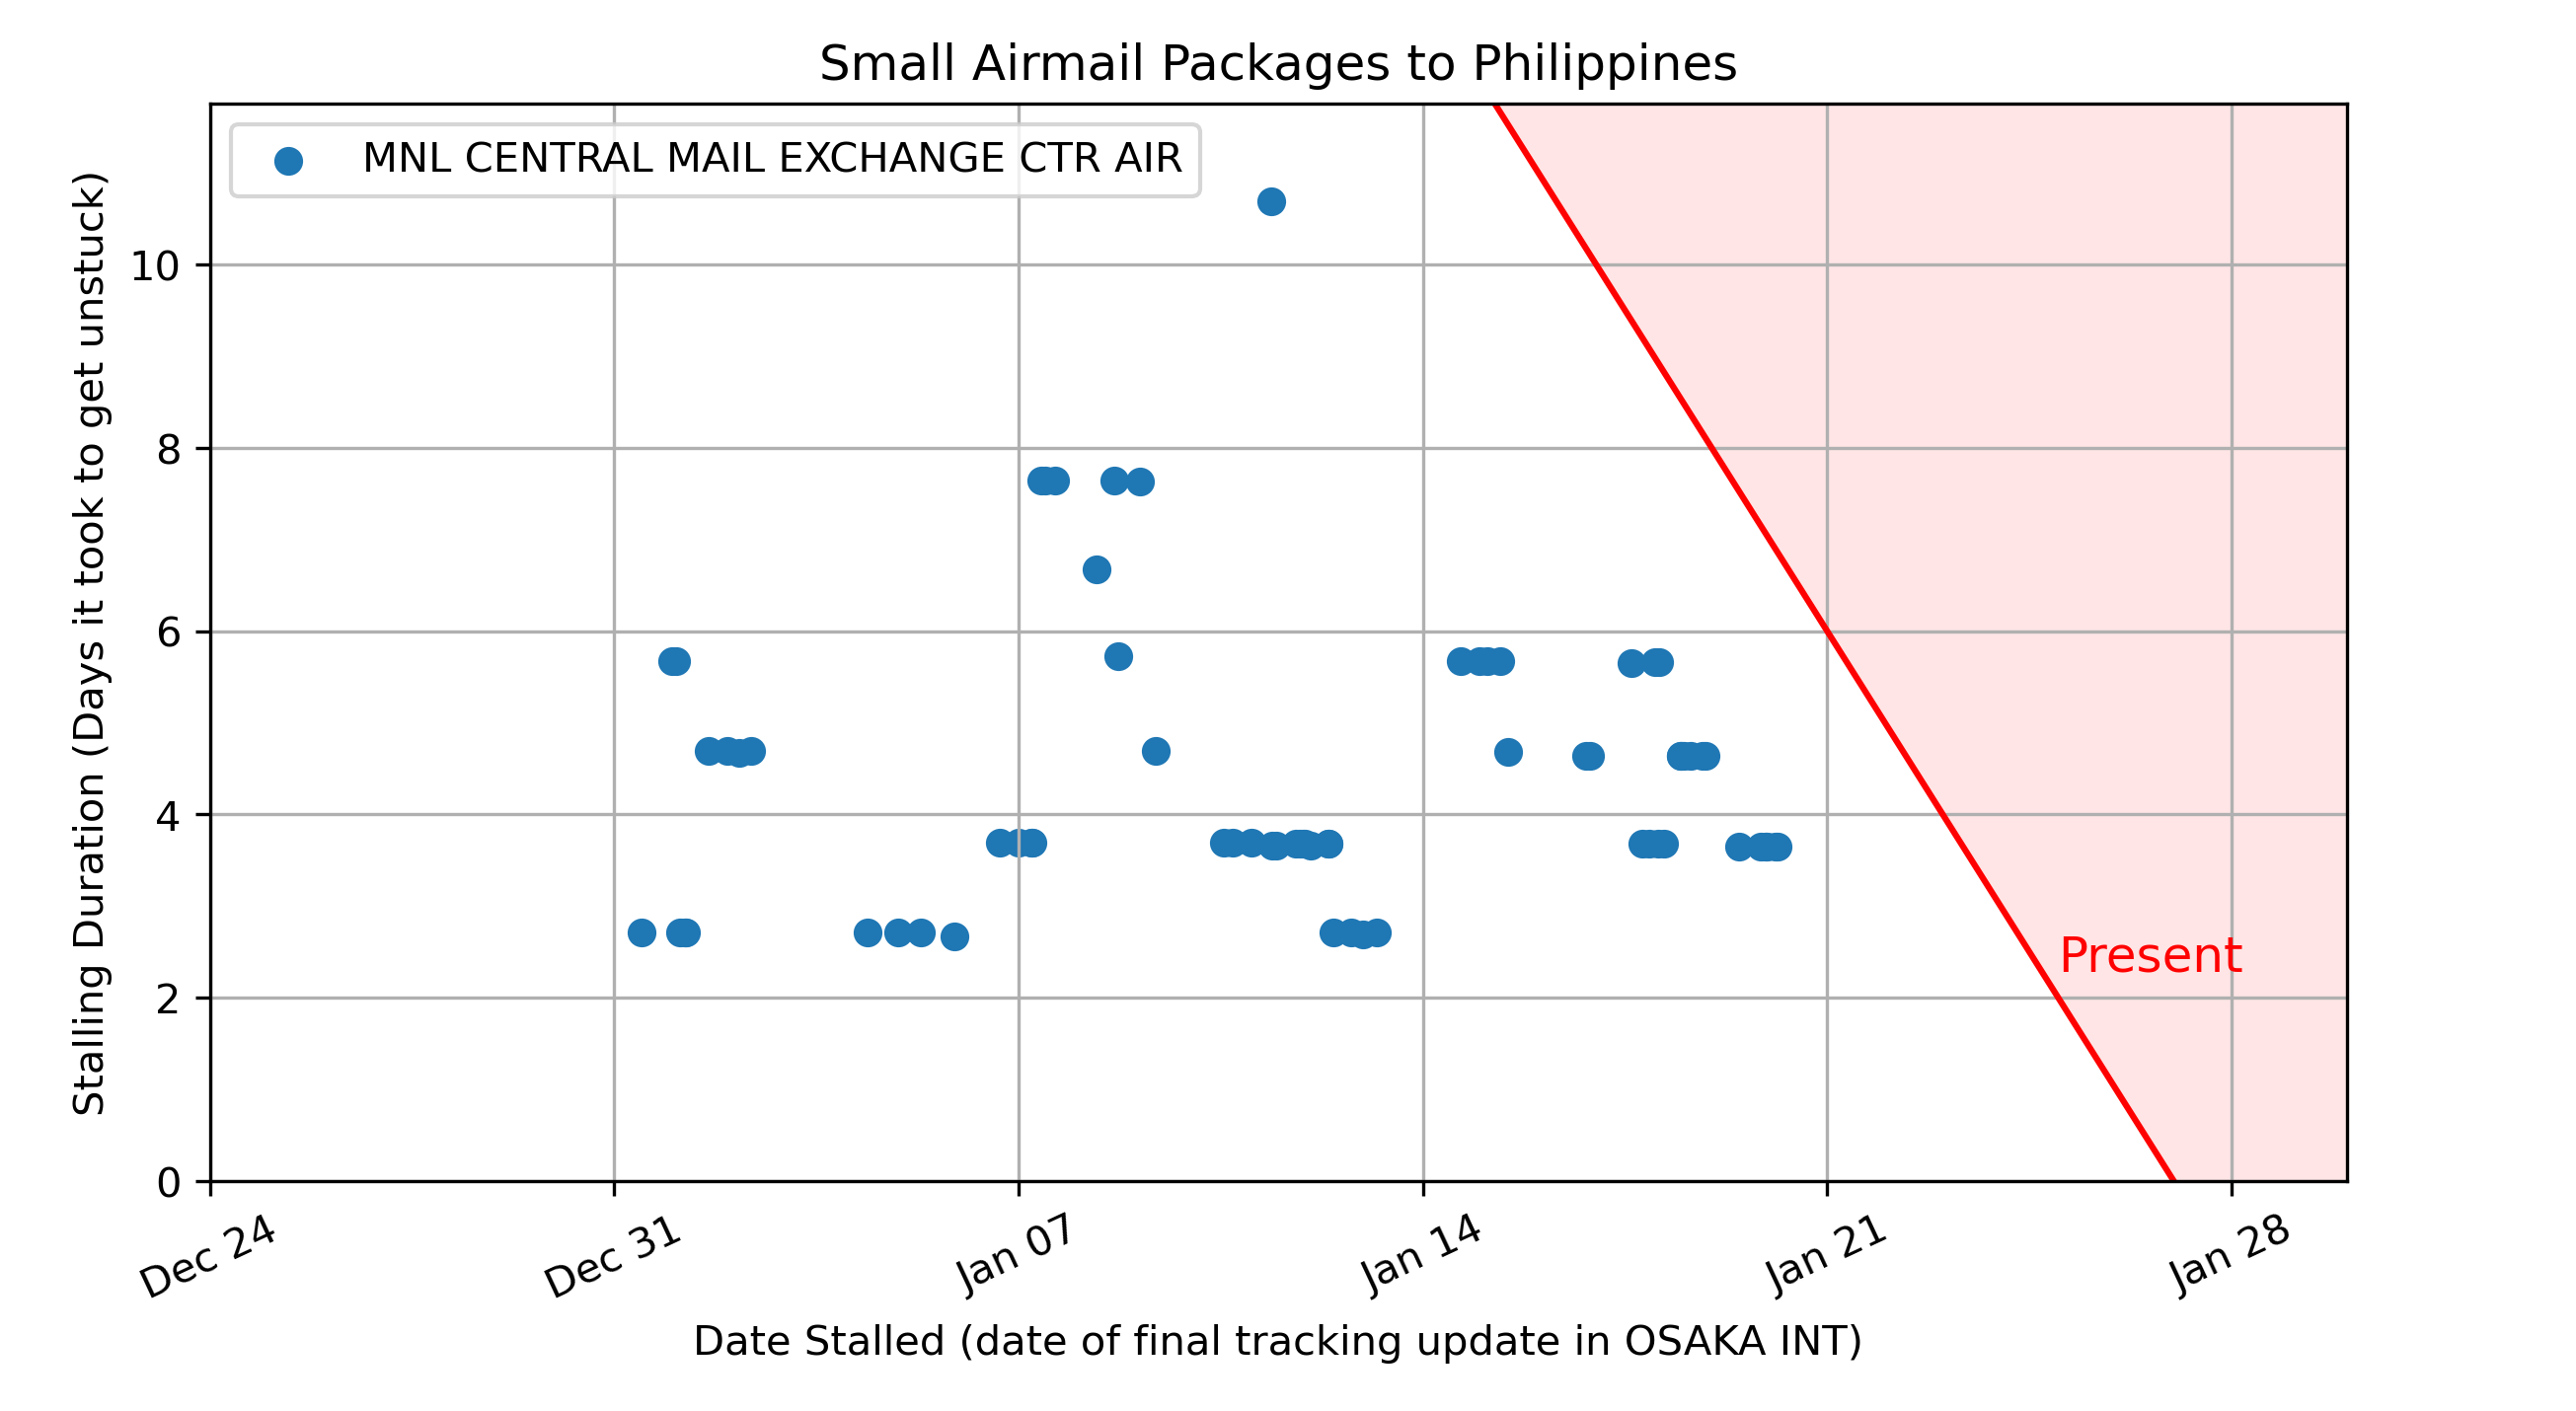 Small Airmail Packages to Philippines
MNL CENTRAL MAIL EXCHANGE CTR AIR
Stalling Duration (Days it took to get unstuck)
10
8
6
4
2
0
Present
Dec 24
Dec 31
Jan 07
Jan 14
Jan 21
Jan 28
Date Stalled (date of final tracking update in OSAKA INT)